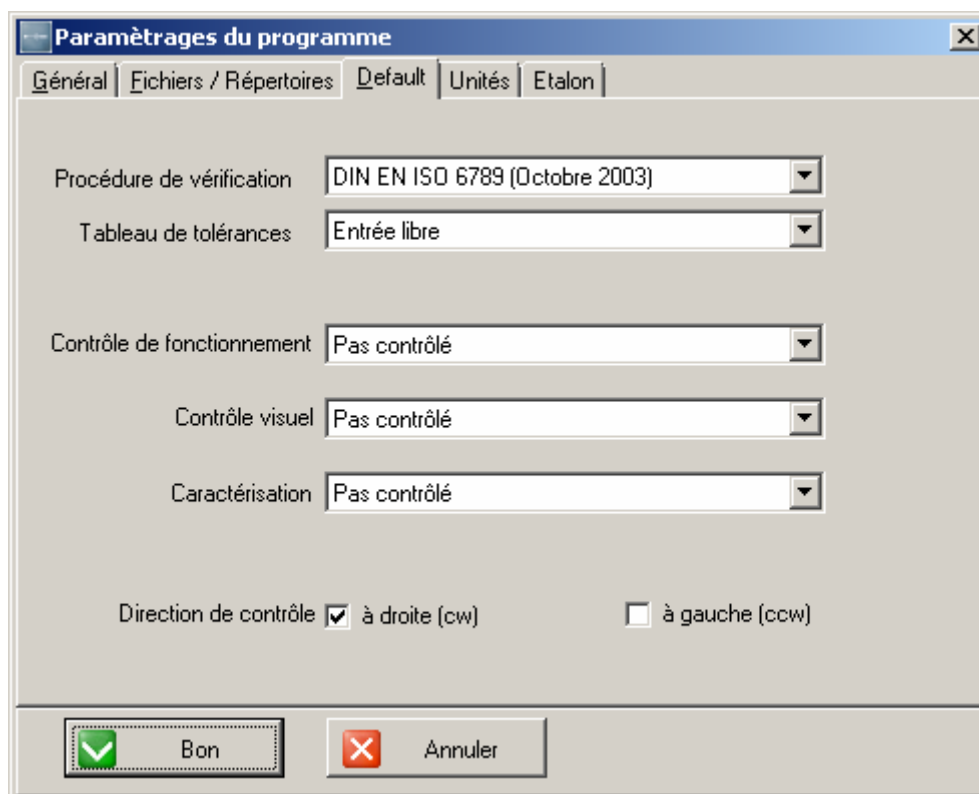 Paramètrages du programme
Général Fichiers / Répertoires Default Unités Etalon
Procédure de vérification DIN EN ISO 6789 (Octobre 2003)
Tableau de tolérances Entrée libre
Contrôle de fonctionnement Pas contrôlé
Contrôle visuel Pas contrôlé
Caractérisation Pas contrôlé
Direction de contrôle à droite (cw) à gauche (ccw)
Bon Annuler